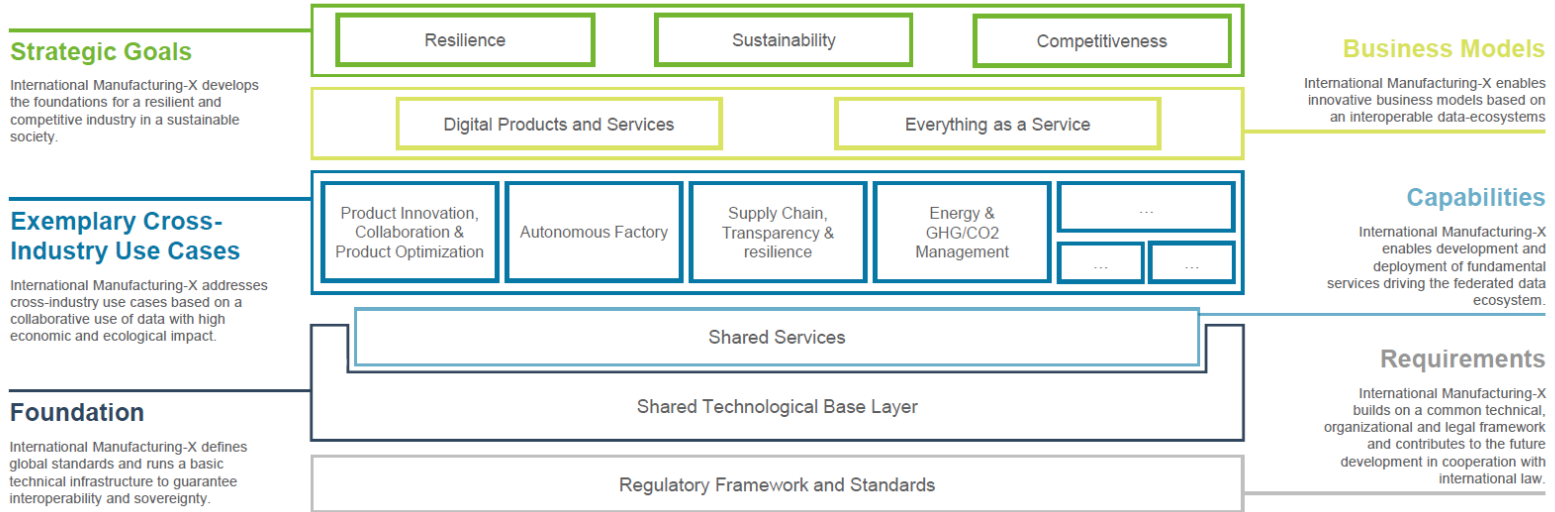 Strategic Goals
International Manufacturing-X develops
the foundations for a resilient and
competitive industry in a sustainable
society.
Resilience
Sustainability
Competitiveness
Business Models
International Manufacturing-X enables
innovative business models based on
an interoperable data-ecosystems
Digital Products and Services
Everything as a Service
Exemplary Cross-
Industry Use Cases
International Manufacturing-X addresses
cross-industry use cases based on a
collaborative use of data with high
economic and ecological impact.
Product Innovation,
Collaboration &
Product Optimization
Autonomous Factory
Supply Chain,
Transparency &
resilience
Energy &
GHG/CO2
Management
...
...
...
Capabilities
International Manufacturing-X
enables development and
deployment of fundamental
services driving the federated data
ecosystem.
Shared Services
Foundation
International Manufacturing-X defines
global standards and runs a basic
technical infrastructure to guarantee
interoperability and sovereignty.
Shared Technological Base Layer
Requirements
International Manufacturing-X
builds on a common technical,
organizational and legal framework
and contributes to the future
development in cooperation with
international law.
Regulatory Framework and Standards